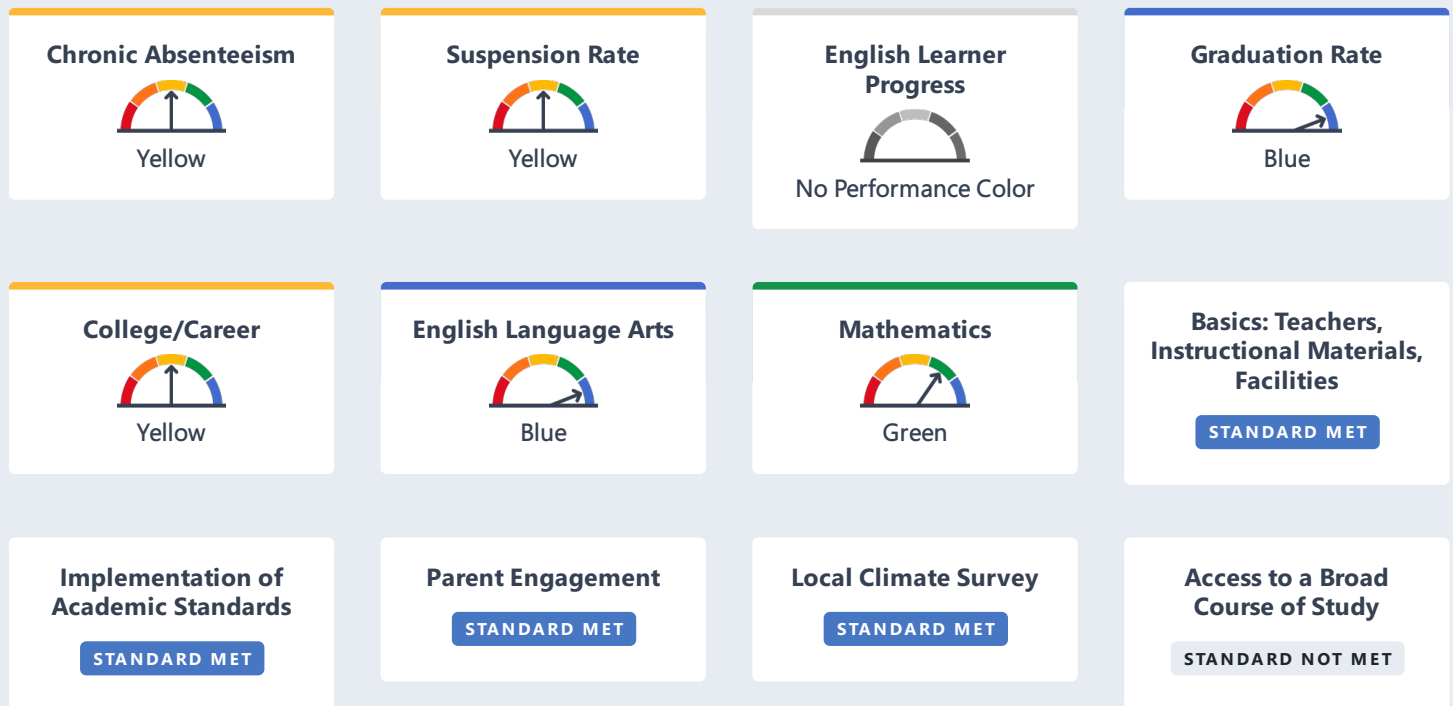 Chronic Absenteeism
Yellow
Suspension Rate
Yellow
English Learner
Progress
No Performance Color
Graduation Rate
Blue
College/Career
Yellow
English Language Arts
Blue
Mathematics
Green
Basics: Teachers,
Instructional Materials,
Facilities
STANDARD MET
Implementation of
Academic Standards
STANDARD MET
Parent Engagement
STANDARD MET
Local Climate Survey
STANDARD MET
Access to a Broad
Course of Study
STANDARD NOT MET